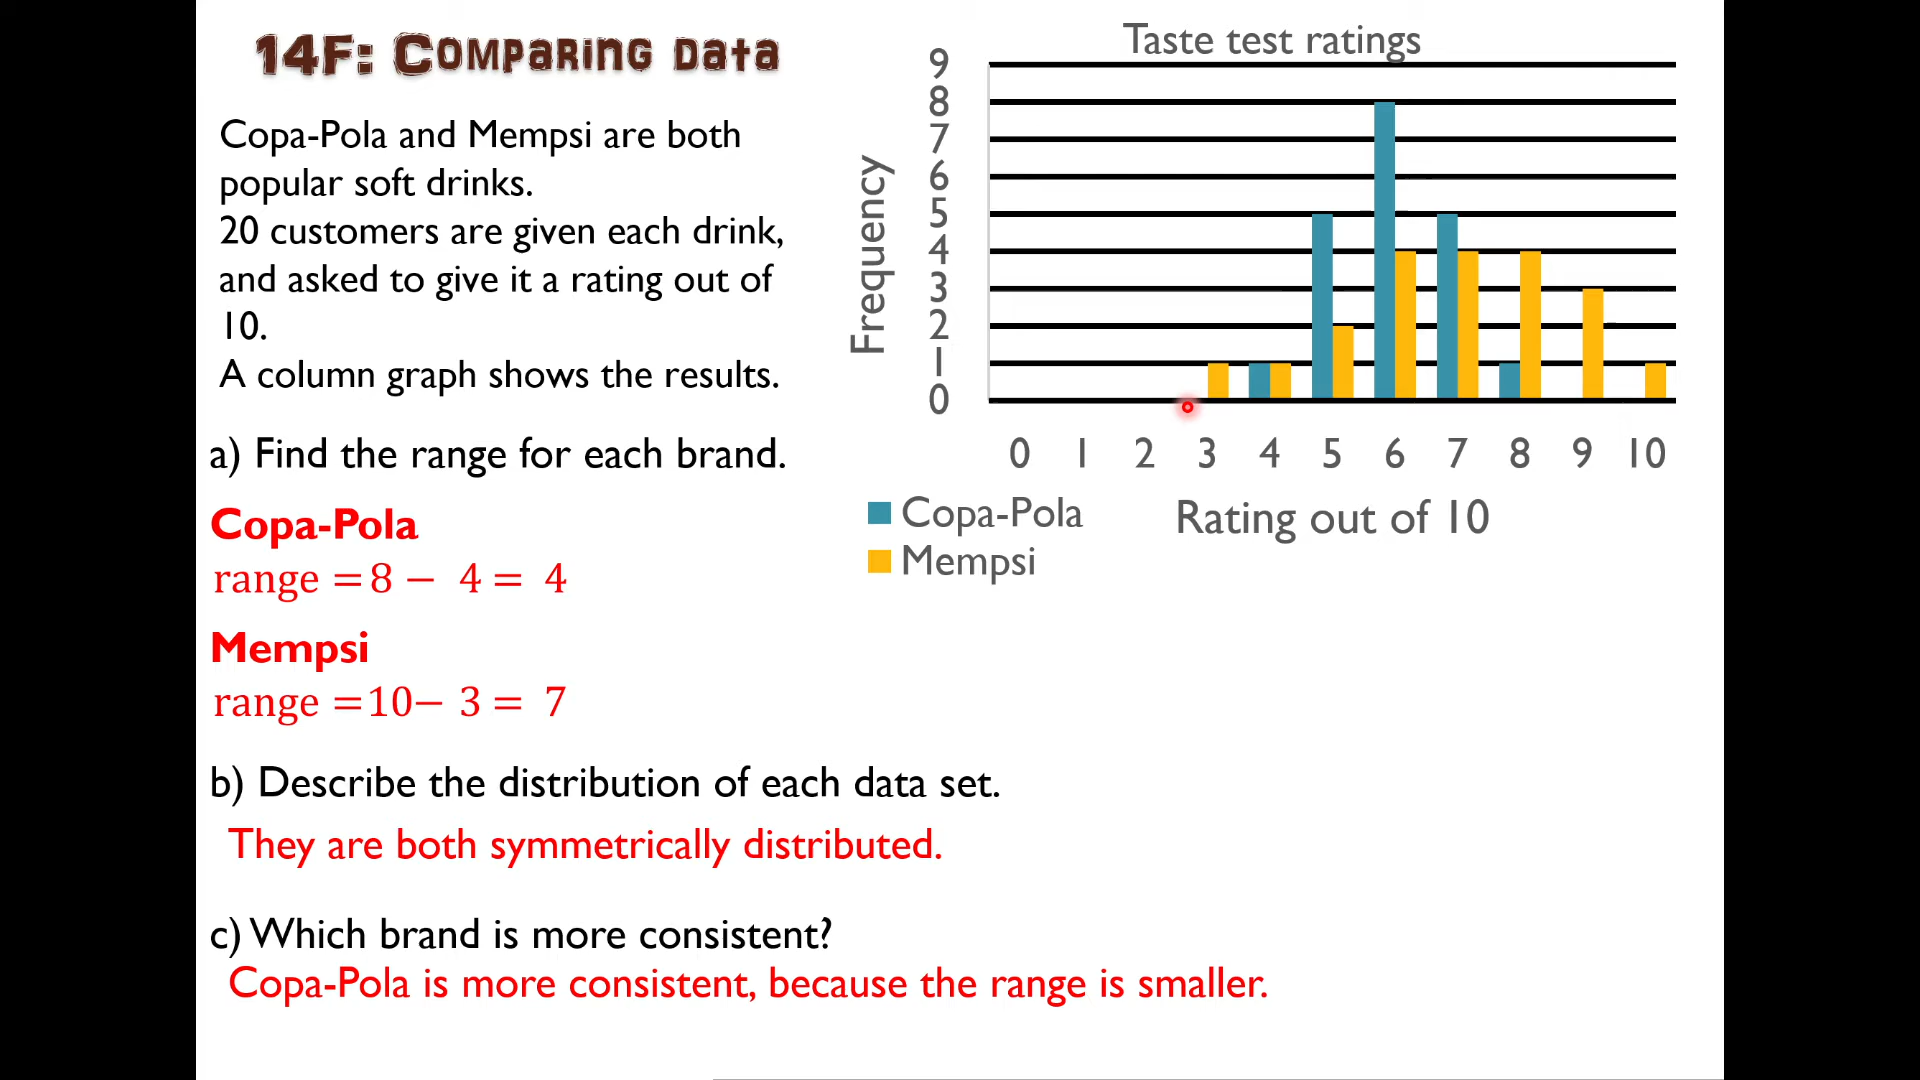 14F: Comparing data
Copa-Pola and Mempsi are both
popular soft drinks.
20 customers are given each drink,
and asked to give it a rating out of
10.
A column graph shows the results.
a) Find the range for each brand.
Copa-Pola
range = 8 − 4 = 4
Mempsi
range = 10 − 3 = 7
b) Describe the distribution of each data set.
They are both symmetrically distributed.
c) Which brand is more consistent?
Copa-Pola is more consistent, because the range is smaller.
Taste test ratings
Frequency
9
8
7
6
5
4
3
2
1
0
0 1 2 3 4 5 6 7 8 9 10
Rating out of 10
Copa-Pola
Mempsi